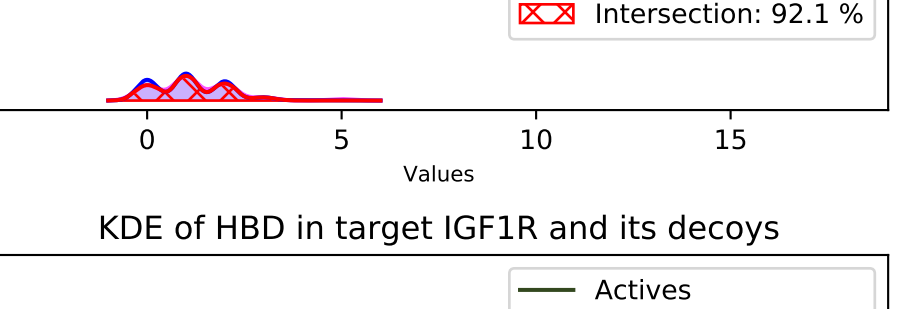 Intersection: 92.1 %
0 5 10 15
Values
KDE of HBD in target IGF1R and its decoys
Actives